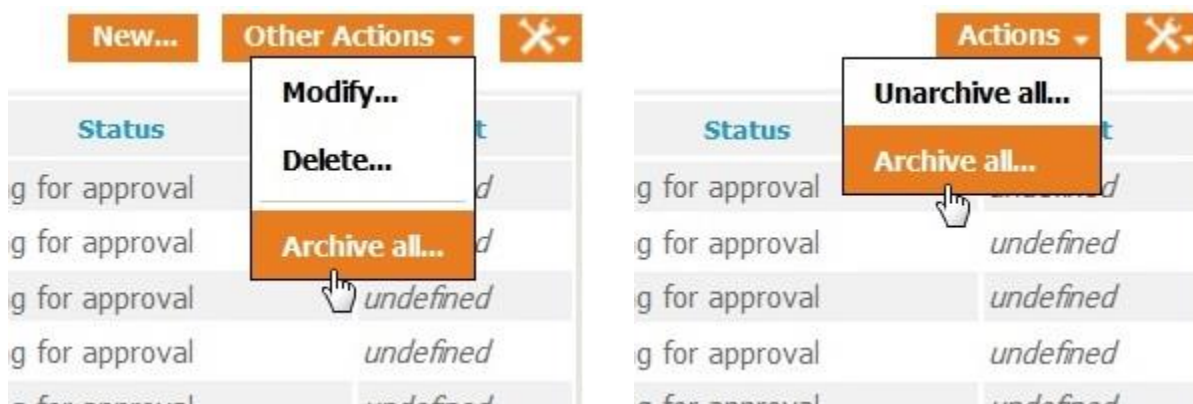 New... Other Actions
Modify...
Delete...
Archive all...
Status t
g for approval d
g for approval d
g for approval undefined
g for approval undefined
Actions
Unarchive all...
Archive all...
Status t
g for approval undefined
g for approval undefined
g for approval undefined
g for approval undefined